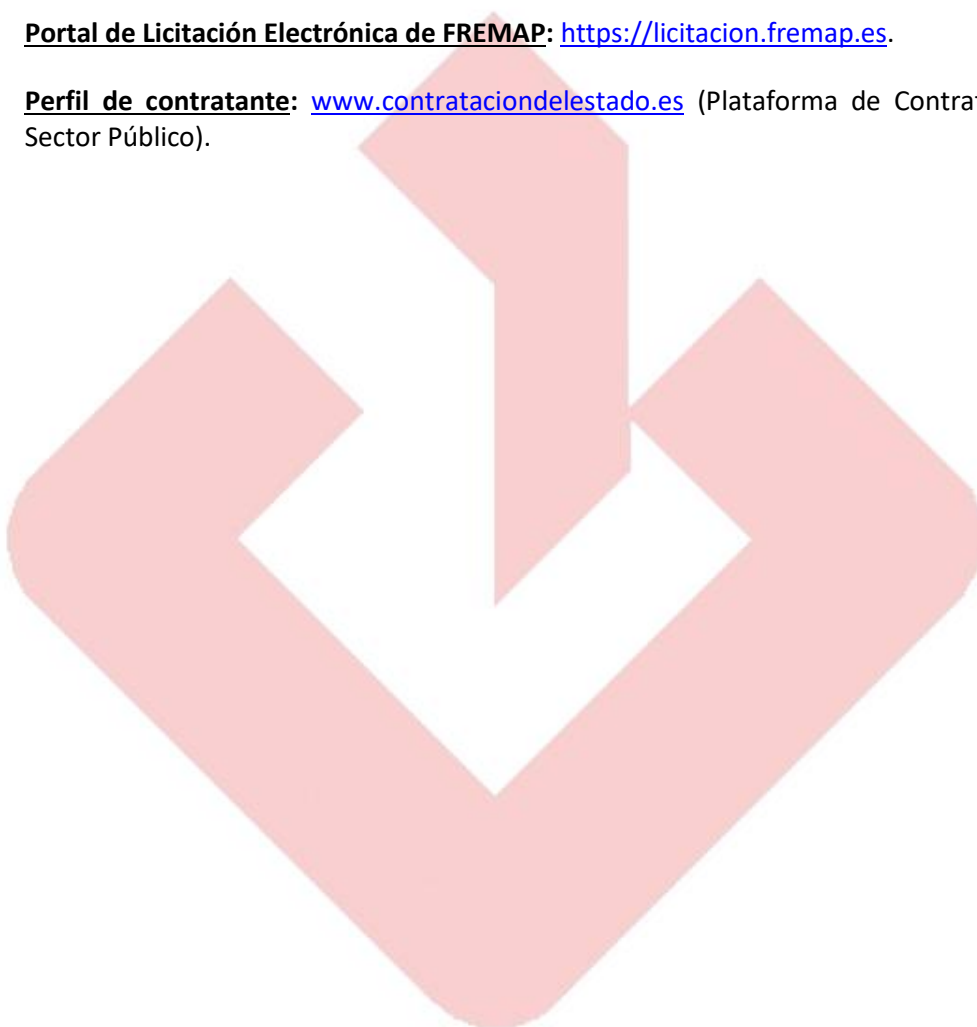 Portal de Licitación Electrónica de FREMAP: https://licitacion.fremap.es.
Perfil de contratante: www.contrataciondelestado.es (Plataforma de Contrat
Sector Público).